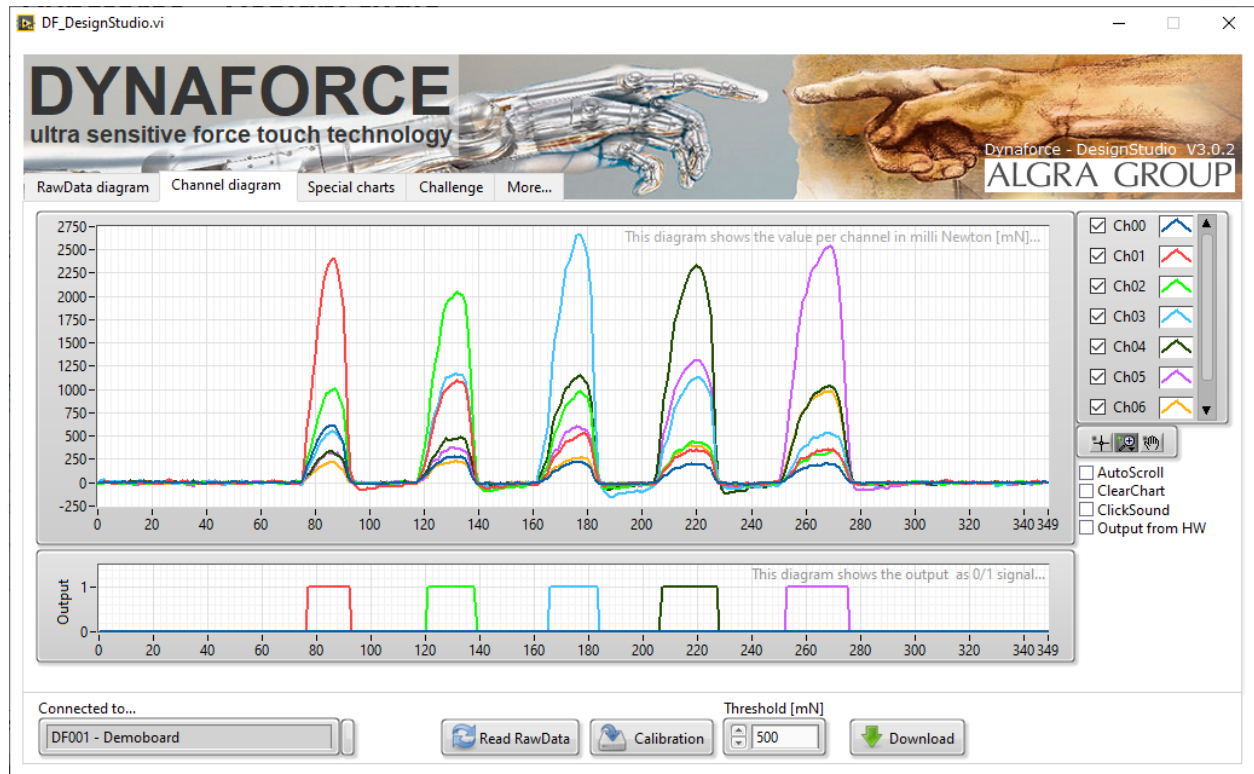 DF_DesignStudio.vi
DYNAFORCE
ultra sensitive force touch technology
Dynaforce - DesignStudio V3.0.2
ALGRA GROUP
RawData diagram
Channel diagram
Special charts
Challenge
More...
This diagram shows the value per channel in milli Newton [mN]...
2750
2500
2250
2000
1750
1500
1250
1000
750
500
250
0
-250
0 20 40 60 80 100 120 140 160 180 200 220 240 260 280 300 320 340 349
Ch00
Ch01
Ch02
Ch03
Ch04
Ch05
Ch06
AutoScroll
ClearChart
ClickSound
Output from HW
This diagram shows the output as 0/1 signal...
Output
1
0
0 20 40 60 80 100 120 140 160 180 200 220 240 260 280 300 320 340 349
Connected to...
DF001 - Demoboard
Read RawData
Calibration
Threshold [mN]
500
Download